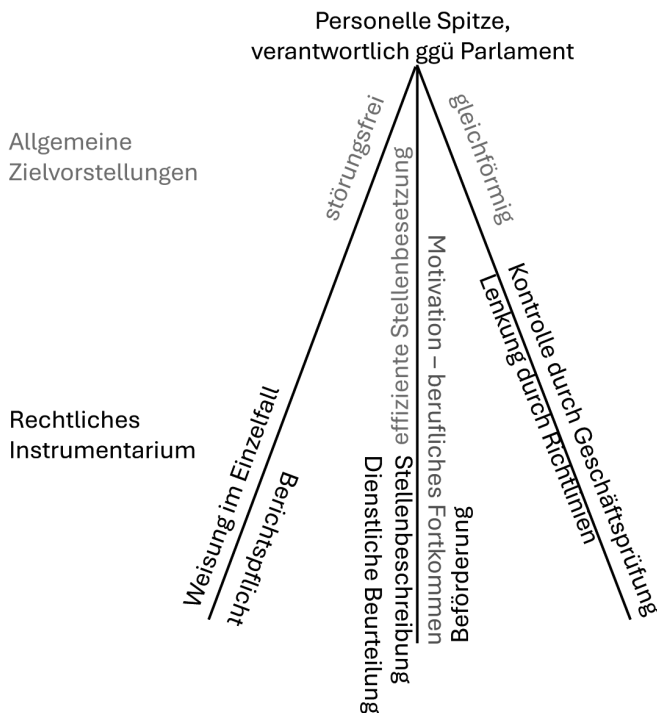 Personelle Spitze,
verantwortlich ggü Parlament
Allgemeine
Zielvorstellungen
störungsfrei
effiziente Stellenbesetzung
Motivation – berufliches Fortkommen
gleichförmig
Rechtliches
Instrumentarium
Weisung im Einzelfall
Berichtspflicht
Dienstliche Beurteilung
Stellenbeschreibung
Beförderung
Lenkung durch Richtlinien
Kontrolle durch Geschäftsprüfung